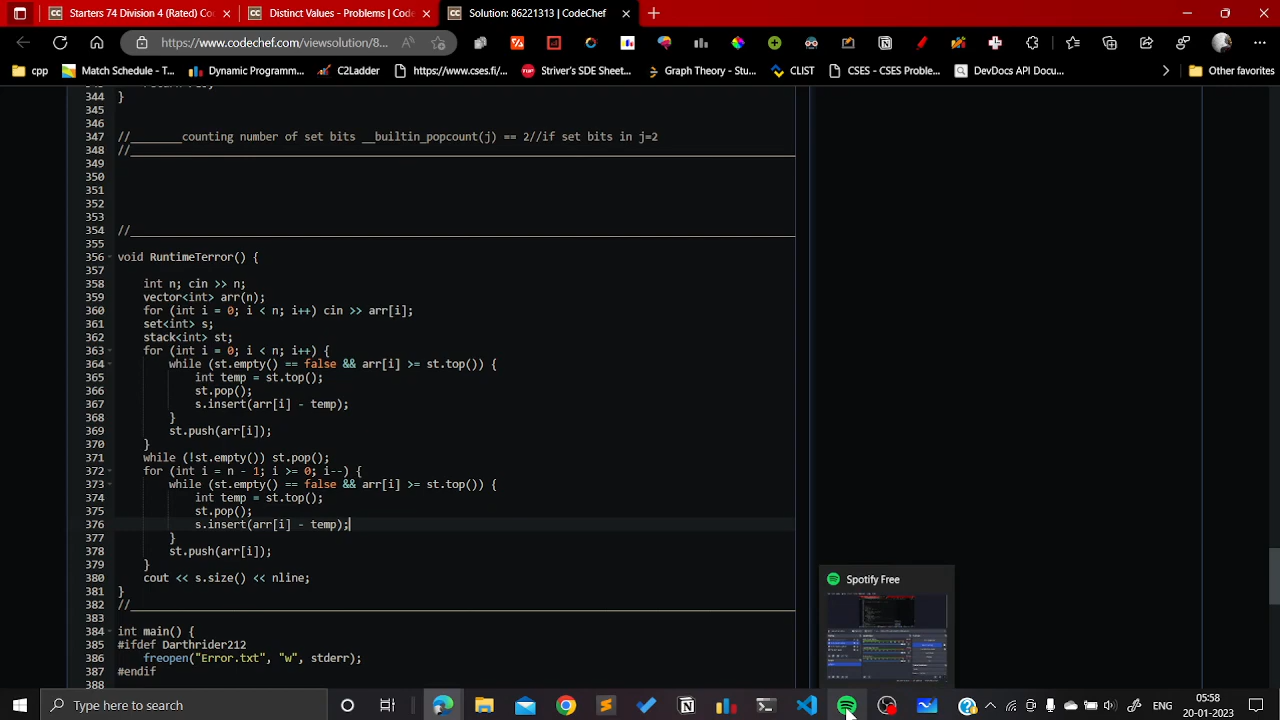 Starters 74 Division 4 (Rated) Co
Distinct Values - Problems | Code
Solution: 86221313 | CodeChef
https://www.codechef.com/viewsolution/8...
cpp
Match Schedule - T...
Dynamic Programm...
C2Ladder
https://www.cses.fi/...
Striver's SDE Sheet...
Graph Theory - Stu...
CLIST
CSES - CSES Proble...
DevDocs API Docu...
Other favorites
344 }
345
346
347 //________counting number of set bits __builtin_popcount(j) == 2//if set bits in j=2
348 //
349
350
351
352
353
354 //
355
356 void RuntimeTerror() {
357
358 int n; cin >> n;
359 vector<int> arr(n);
360 for (int i = 0; i < n; i++) cin >> arr[i];
361 set<int> s;
362 stack<int> st;
363 for (int i = 0; i < n; i++) {
364 while (st.empty() == false && arr[i] >= st.top()) {
365 int temp = st.top();
366 st.pop();
367 s.insert(arr[i] - temp);
368 }
369 st.push(arr[i]);
370 }
371 while (!st.empty()) st.pop();
372 for (int i = n - 1; i >= 0; i--) {
373 while (st.empty() == false && arr[i] >= st.top()) {
374 int temp = st.top();
375 st.pop();
376 s.insert(arr[i] - temp);
377 }
378 st.push(arr[i]);
379 }
380 cout << s.size() << nline;
381 }
382 //
383
384 int main() {
385 #ifdef Darthrider212
386 freopen("Error.txt", "w", stderr);
387 #endif
388
Spotify Free
Type here to search
ENG
05:58
20-01-2023